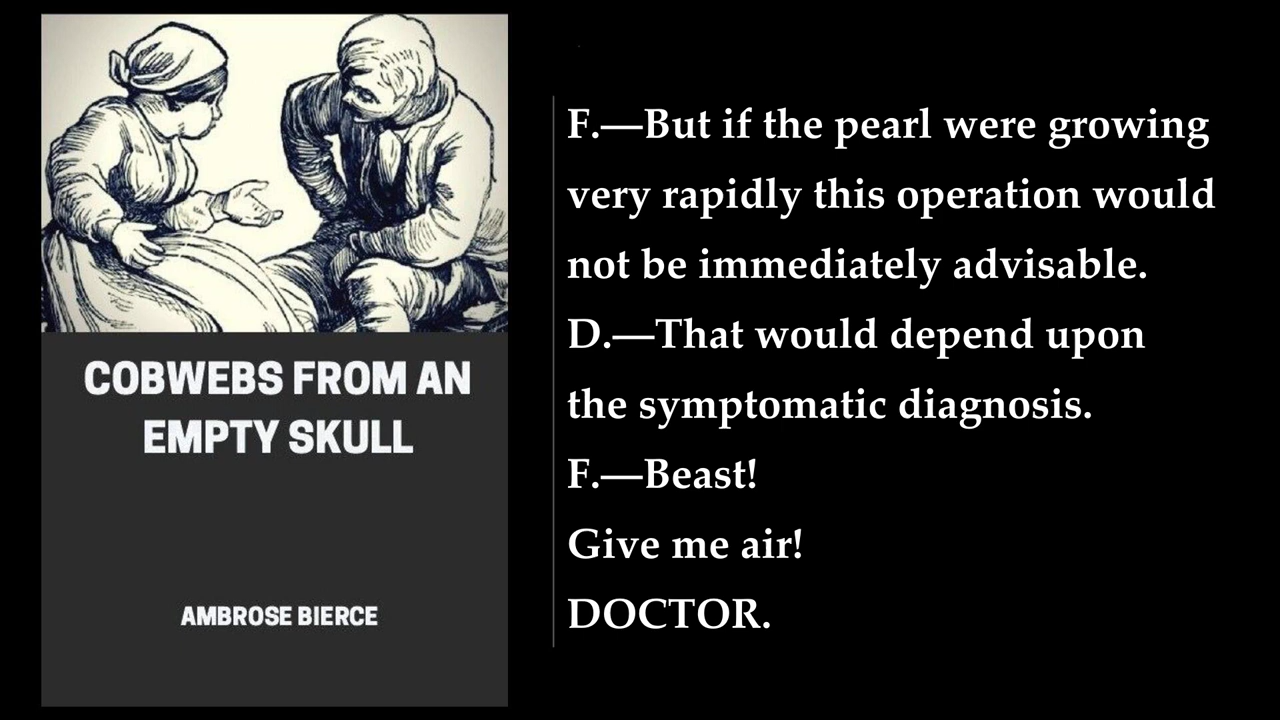 COBWEBS FROM AN
EMPTY SKULL
AMBROSE BIERCE
F.—But if the pearl were growing
very rapidly this operation would
not be immediately advisable.
D.—That would depend upon
the symptomatic diagnosis.
F.—Beast!
Give me air!
DOCTOR.